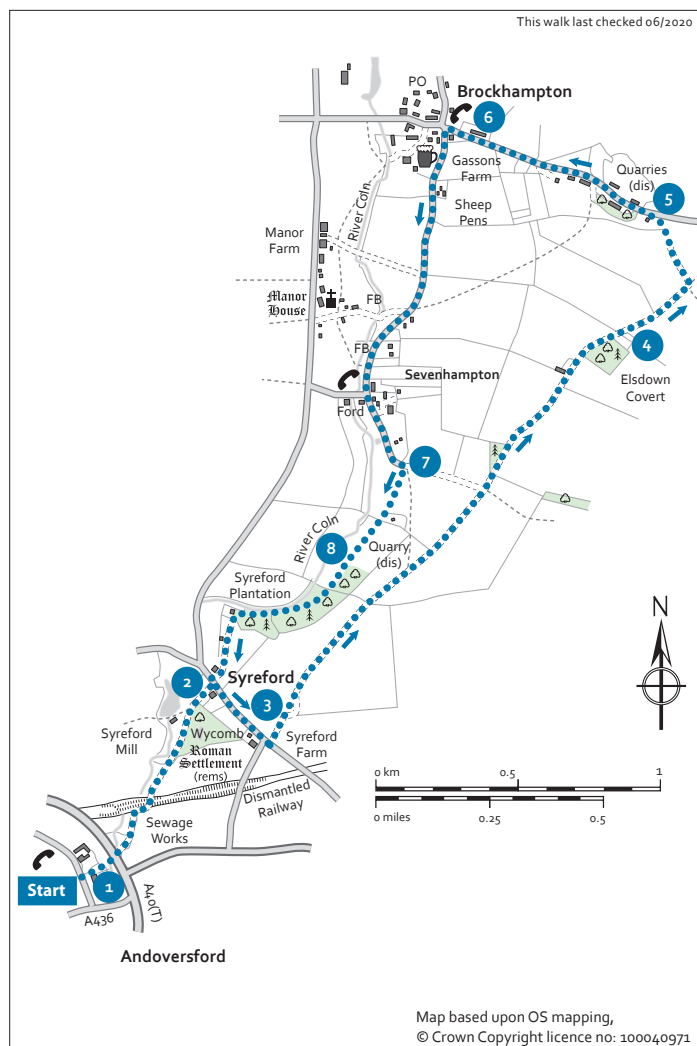 This walk last checked 06/2020
PO
Brockhampton
6
Gassons
Farm
Quarries
(dis)
5
Sheep
Pens
River Coln
Manor
Farm
Manor
House
FB
4
FB
Elsdown
Covert
Sevenhampton
Ford
7
River Coln
8
Quarry
(dis)
Syreford
Plantation
N
2
Syreford
3
Wycomb
Syreford
Mill
Roman
Settlement
(rems)
Syreford
Farm
0 km 0.5 1
Dismantled
Railway
0 miles 0.25 0.5
Sewage
Works
Start
1
A436
A40(T)
Andoversford
Map based upon OS mapping,
© Crown Copyright licence no: 100040971